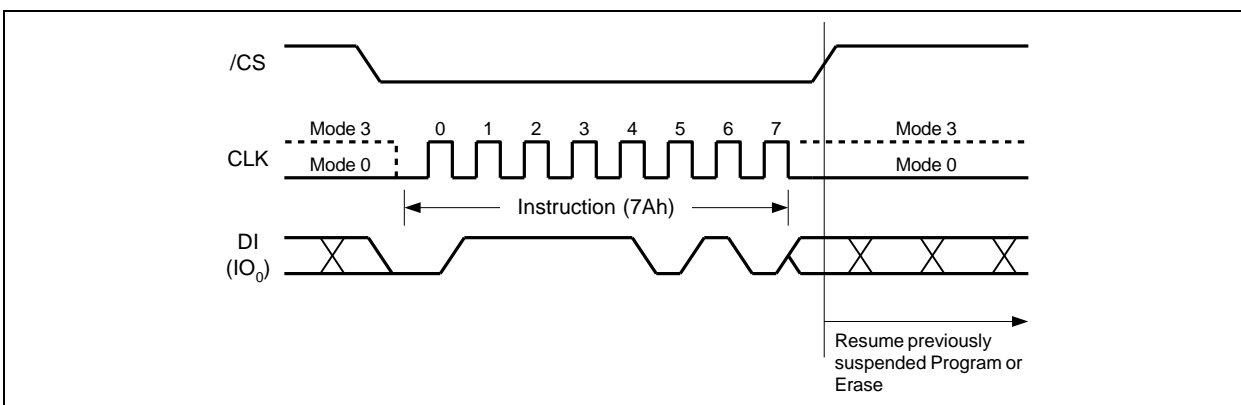 /CS
Mode 3 0 1 2 3 4 5 6 7 Mode 3
CLK
Mode 0 Mode 0
Instruction (7Ah)
DI
(IO0)
Resume previously
suspended Program or
Erase